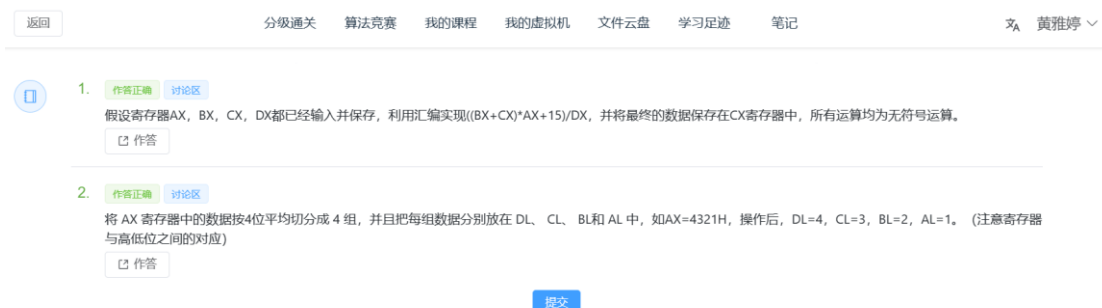 返回 分级通关 算法竞赛 我的课程 我的虚拟机 文件云盘 学习足迹 笔记 文A 黄雅婷
1. 作答正确 讨论区
假设寄存器AX，BX，CX，DX都已经输入并保存，利用汇编实现((BX+CX)*AX+15)/DX，并将最终的数据保存在CX寄存器中，所有运算均为无符号运算。
作答
2. 作答正确 讨论区
将 AX 寄存器中的数据按4位平均切分成 4 组，并且把每组数据分别放在 DL、 CL、 BL和 AL 中，如AX=4321H，操作后，DL=4，CL=3，BL=2，AL=1。 (注意寄存器
与高低位之间的对应)
作答
提交